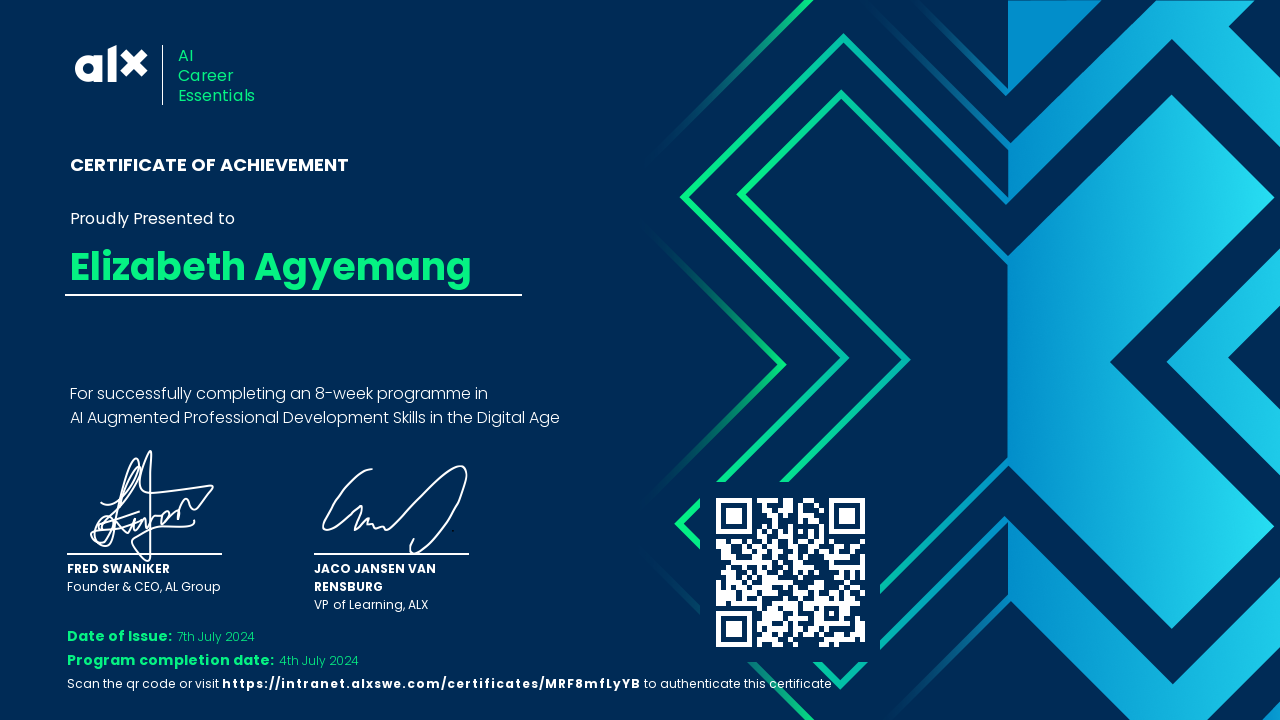 alx
AI
Career
Essentials
CERTIFICATE OF ACHIEVEMENT
Proudly Presented to
Elizabeth Agyemang
For successfully completing an 8-week programme in
AI Augmented Professional Development Skills in the Digital Age
FRED SWANIKER
Founder & CEO, AL Group
JACO JANSEN VAN
RENSBURG
VP of Learning, ALX
Date of Issue: 7th July 2024
Program completion date: 4th July 2024
Scan the qr code or visit https://intranet.alxswe.com/certificates/MRF8mfLyYB to authenticate this certificate